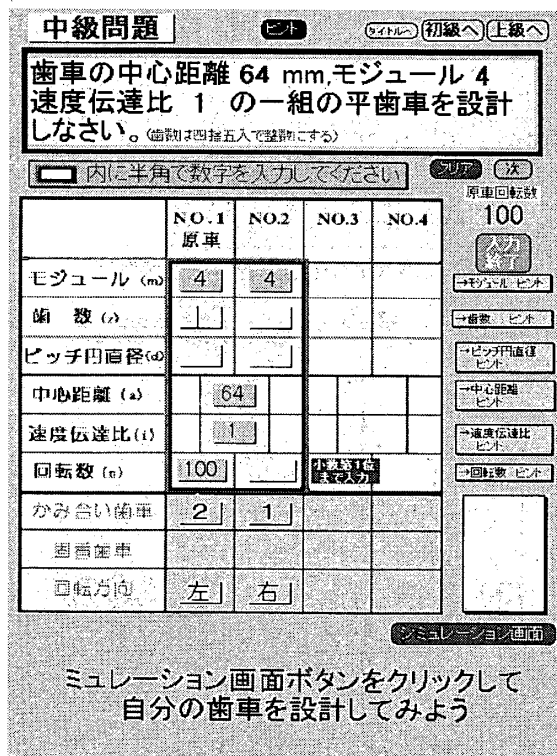 中級問題 ヒント タイトルへ 初級へ 上級へ
歯車の中心距離 64 mm,モジュール 4
速度伝達比 1 の一組の平歯車を設計
しなさい。(歯数は四捨五入で整数にする)
内に半角で数字を入力してください クリア 次
原車回転数
100
NO.1 NO.2 NO.3 NO.4
原車
入力
終了
モジュール (m) 4 4 →モジュール ヒント
歯 数 (z) →歯数 ヒント
ピッチ円直径(d) →ピッチ円直径
ヒント
中心距離 (a) 64 →中心距離
ヒント
速度伝達比(i) 1 →速度伝達比
ヒント
回転数 (n) 100 小数第1位
まで入力 →回転数 ヒント
かみ合い歯車 2 1
固着歯車
回転方向 左 右
シミュレーション画面
ミュレーション画面ボタンをクリックして
自分の歯車を設計してみよう